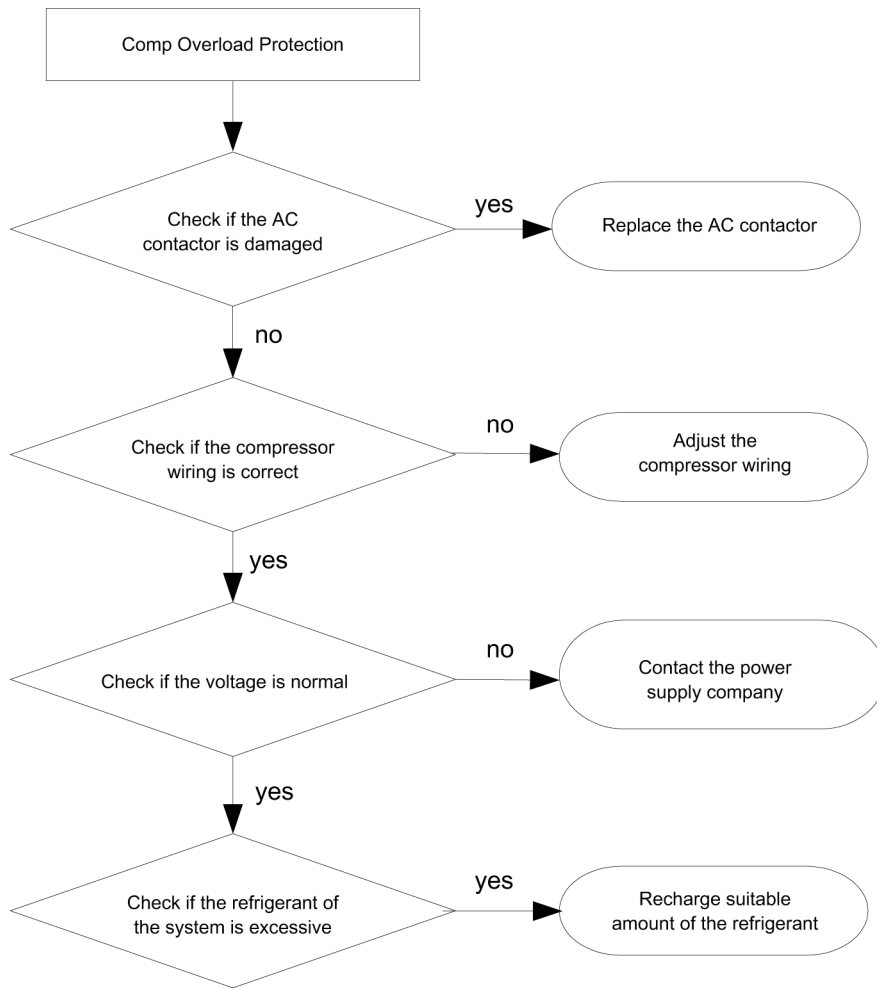 Comp Overload Protection
Check if the AC
contactor is damaged
yes
Replace the AC contactor
no
Check if the compressor
wiring is correct
no
Adjust the
compressor wiring
yes
Check if the voltage is normal
no
Contact the power
supply company
yes
Check if the refrigerant of
the system is excessive
yes
Recharge suitable
amount of the refrigerant